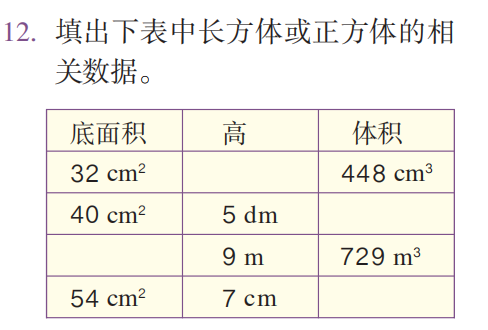 12. 填出下表中长方体或正方体的相
关数据。
底面积 高 体积
32 cm² 448 cm³
40 cm² 5 dm
9 m 729 m³
54 cm² 7 cm